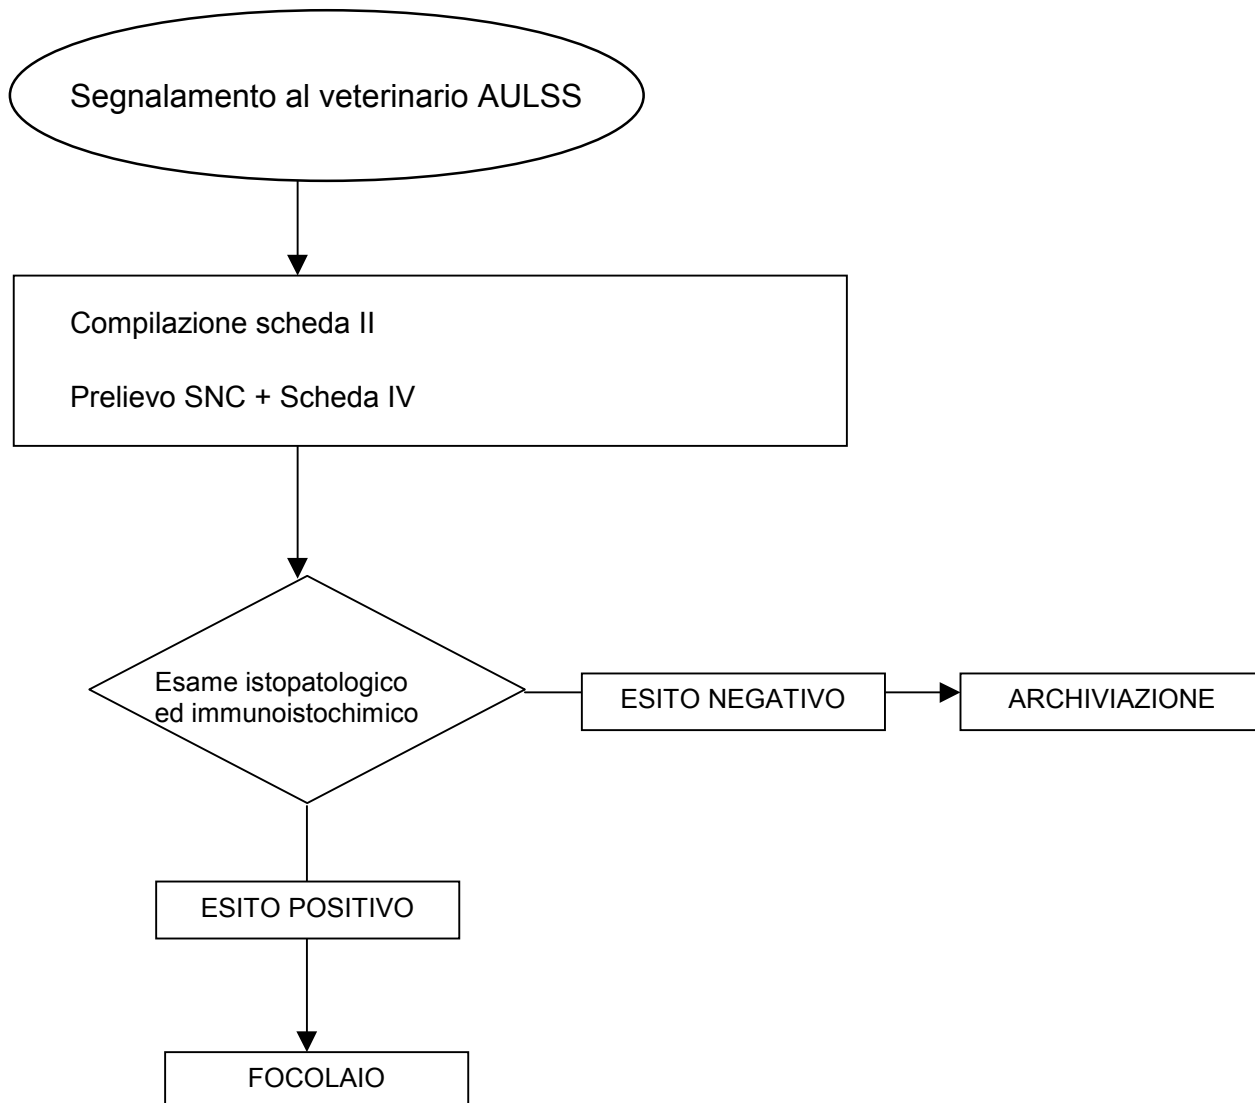 Segnalamento al veterinario AULSS
Compilazione scheda II
Prelievo SNC + Scheda IV
Esame istopatologico
ed immunoistochimico
ESITO NEGATIVO
ARCHIVIAZIONE
ESITO POSITIVO
FOCOLAIO